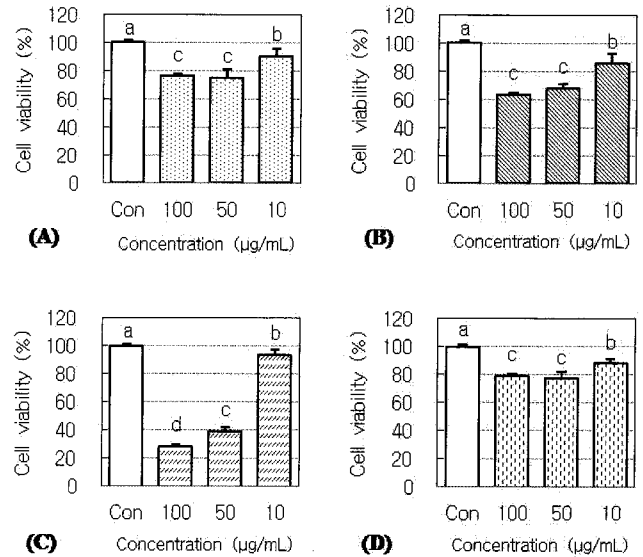 120
100
80
60
40
20
0
Cell viability (%)
a
c
c
b
Con 100 50 10
(A) Concentration (µg/mL)
120
100
80
60
40
20
0
Cell viability (%)
a
c
c
b
Con 100 50 10
(B) Concentration (µg/mL)
120
100
80
60
40
20
0
Cell viability (%)
a
d
c
b
Con 100 50 10
(C) Concentration (µg/mL)
120
100
80
60
40
20
0
Cell viability (%)
a
c
c
b
Con 100 50 10
(D) Concentration (µg/mL)